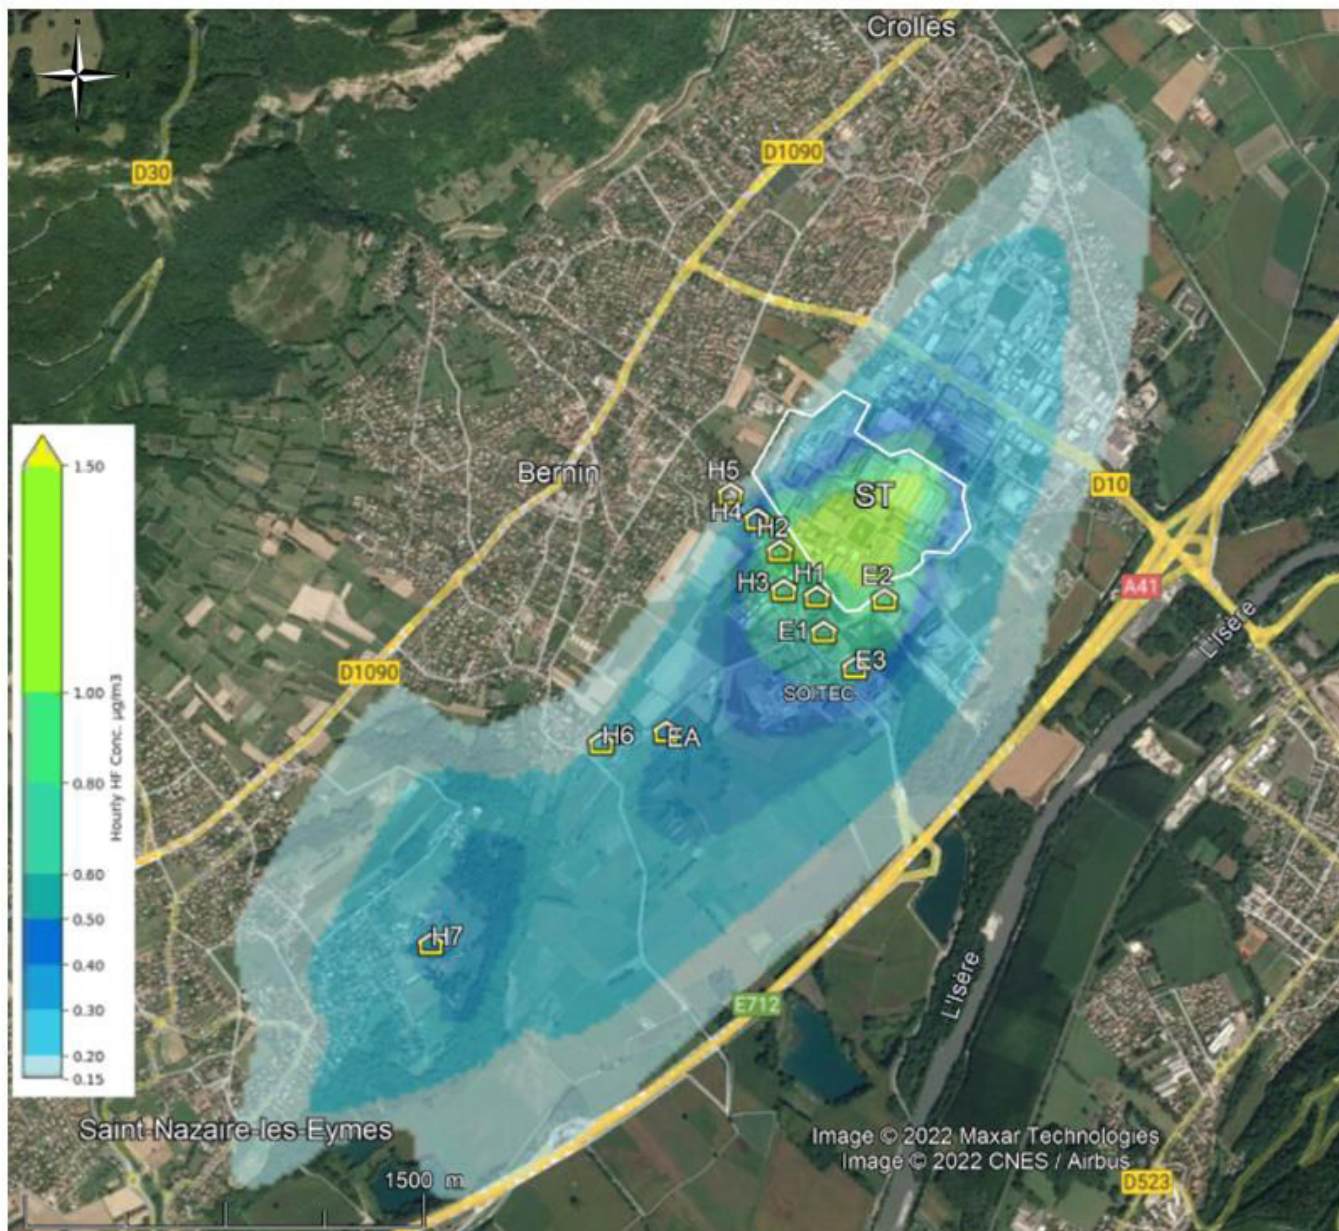 Crolles
D1090
D30
H5
Bernin
H4
H2
ST
D10
H3
H1
E2
A41
E1
L'Isère
D1090
E3
SOITEC
H6
EA
H7
L'Isère
E712
1.50
1.00
0.80
0.60
0.50
0.40
0.30
0.20
0.15
Hourly HF Conc. µg/m3
Saint-Nazaire-les-Eymes
Image © 2022 Maxar Technologies
Image © 2022 CNES / Airbus
1500 m
D523